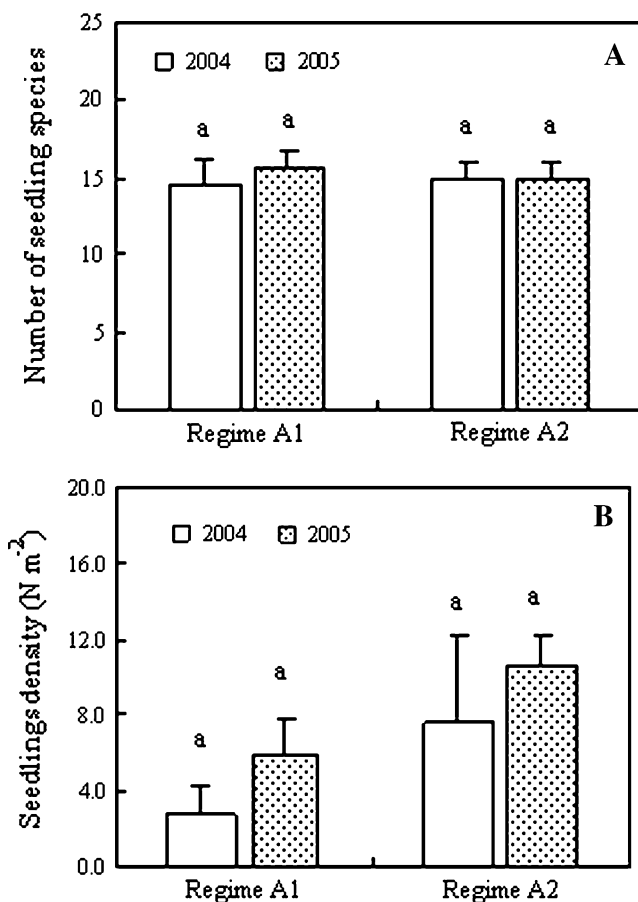 25
20
15
10
5
0
Number of seedling species
2004 2005
A
a a a a
Regime A1 Regime A2
20.0
16.0
12.0
8.0
4.0
0.0
Seedlings density (N m⁻²)
2004 2005
B
a a a a
Regime A1 Regime A2